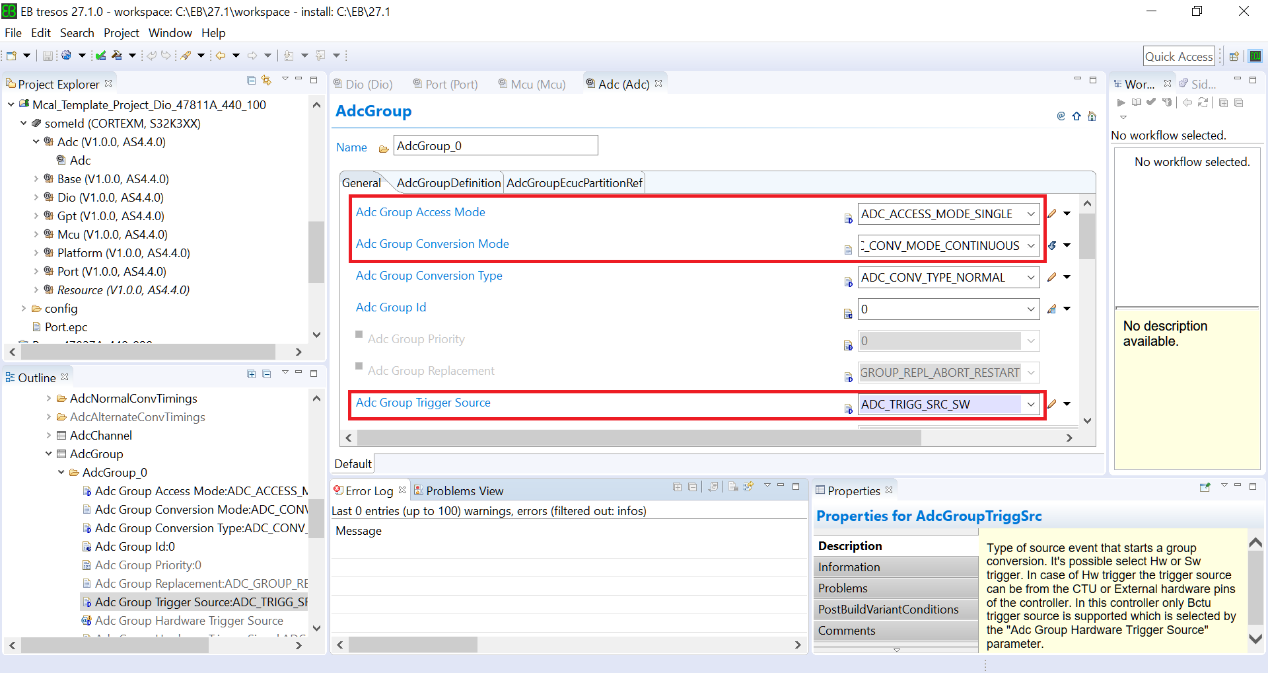 EB tresos 27.1.0 - workspace: C:\EB\27.1\workspace - install: C:\EB\27.1
File Edit Search Project Window Help
Quick Access
Project Explorer
Mcal_Template_Project_Dio_47811A_440_100
someId (CORTEXM, S32K3XX)
Adc (V1.0.0, AS4.4.0)
Adc
Base (V1.0.0, AS4.4.0)
Dio (V1.0.0, AS4.4.0)
Gpt (V1.0.0, AS4.4.0)
Mcu (V1.0.0, AS4.4.0)
Platform (V1.0.0, AS4.4.0)
Port (V1.0.0, AS4.4.0)
Resource (V1.0.0, AS4.4.0)
config
Port.epc
Outline
AdcNormalConvTimings
AdcAlternateConvTimings
AdcChannel
AdcGroup
AdcGroup_0
Adc Group Access Mode:ADC_ACCESS_M
Adc Group Conversion Mode:ADC_CONV
Adc Group Conversion Type:ADC_CONV_
Adc Group Id:0
Adc Group Priority:0
Adc Group Replacement:ADC_GROUP_RE
Adc Group Trigger Source:ADC_TRIGG_SR
Adc Group Hardware Trigger Source
Dio (Dio) Port (Port) Mcu (Mcu) Adc (Adc)
AdcGroup
Name AdcGroup_0
General AdcGroupDefinition AdcGroupEcucPartitionRef
Adc Group Access Mode ADC_ACCESS_MODE_SINGLE
Adc Group Conversion Mode C_CONV_MODE_CONTINUOUS
Adc Group Conversion Type ADC_CONV_TYPE_NORMAL
Adc Group Id 0
Adc Group Priority 0
Adc Group Replacement GROUP_REPL_ABORT_RESTART
Adc Group Trigger Source ADC_TRIGG_SRC_SW
Default
Error Log Problems View
Last 0 entries (up to 100) warnings, errors (filtered out: infos)
Message
Wor... Sid...
No workflow selected.
No workflow selected.
No description
available.
Properties
Properties for AdcGroupTriggSrc
Description
Information
Problems
PostBuildVariantConditions
Comments
Type of source event that starts a group
conversion. It's possible select Hw or Sw
trigger. In case of Hw trigger the trigger source
can be from the CTU or External hardware pins
of the controller. In this controller only Bctu
trigger source is supported which is selected by
the "Adc Group Hardware Trigger Source"
parameter.